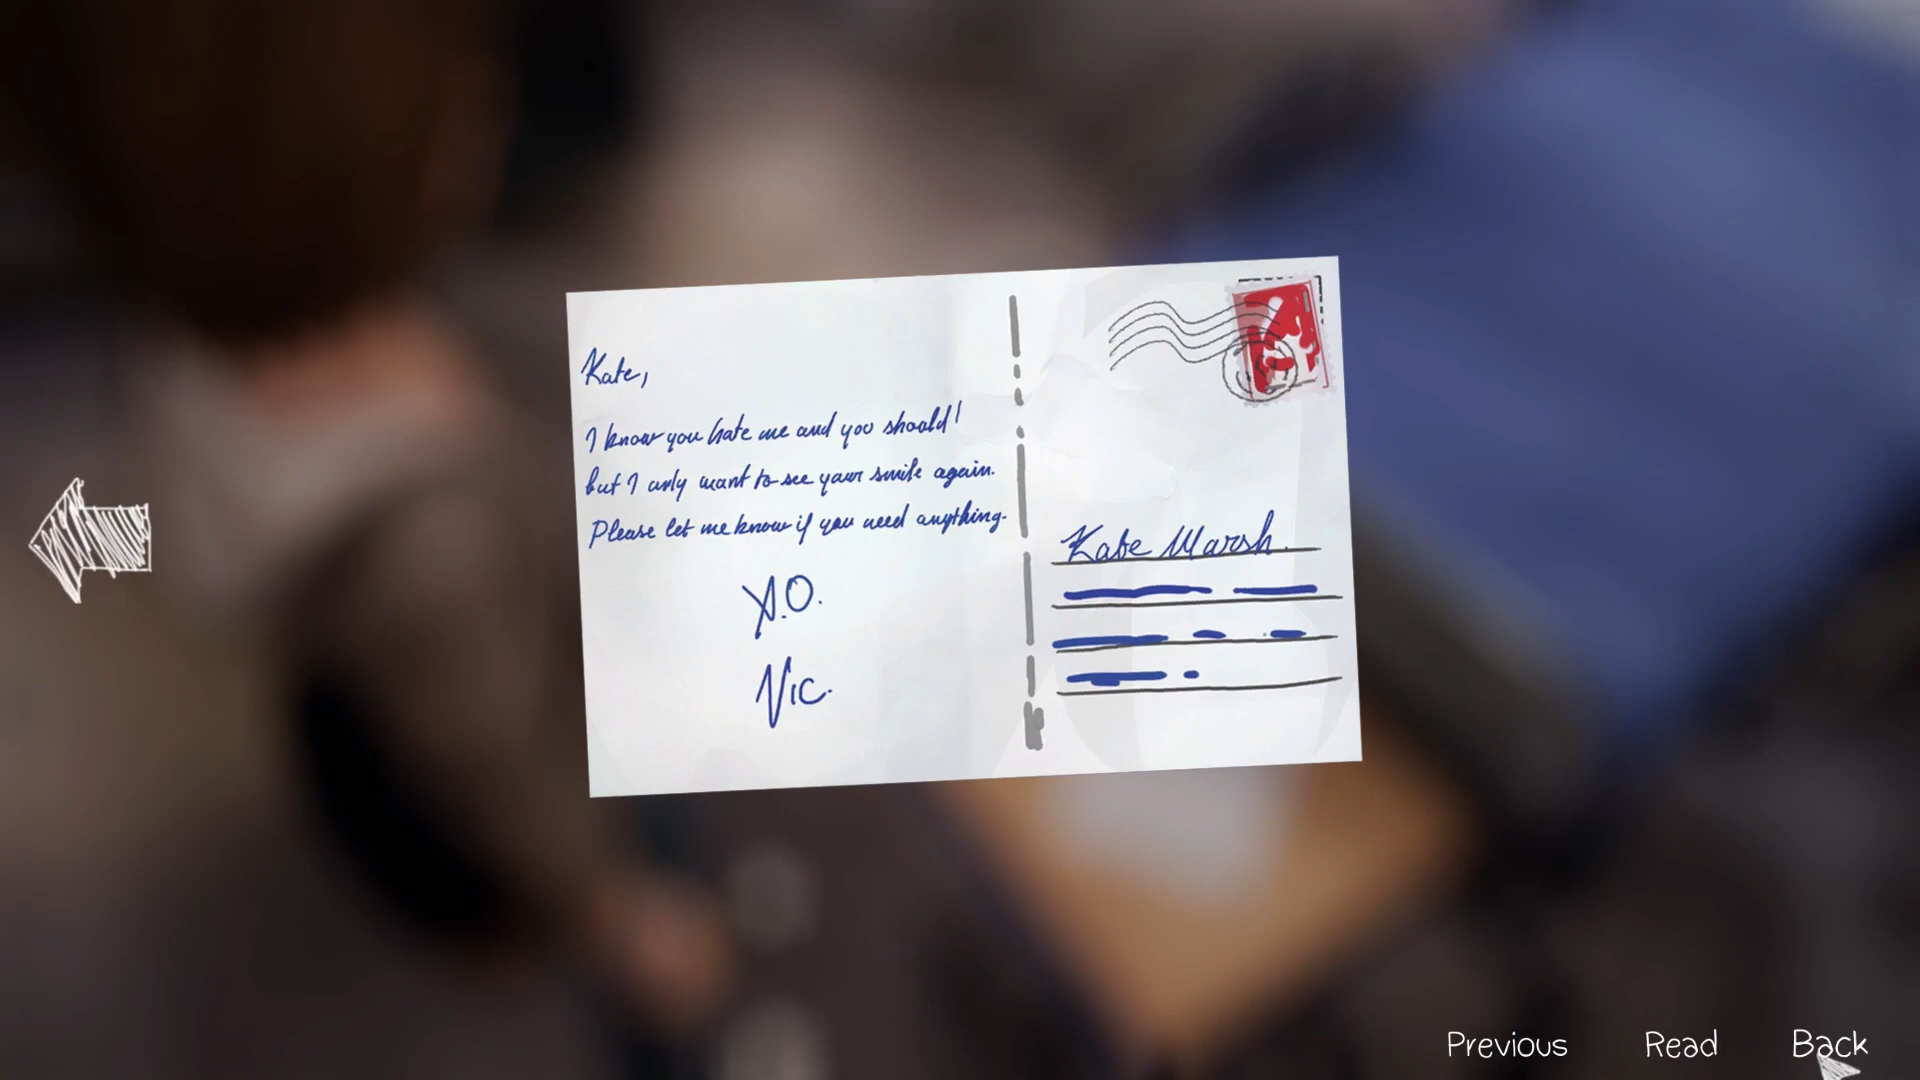 Kate,
I know you hate me and you should!
but I only want to see your smile again.
Please let me know if you need anything.
X.O.
Vic.
Kate Marsh.
Previous
Read
Back